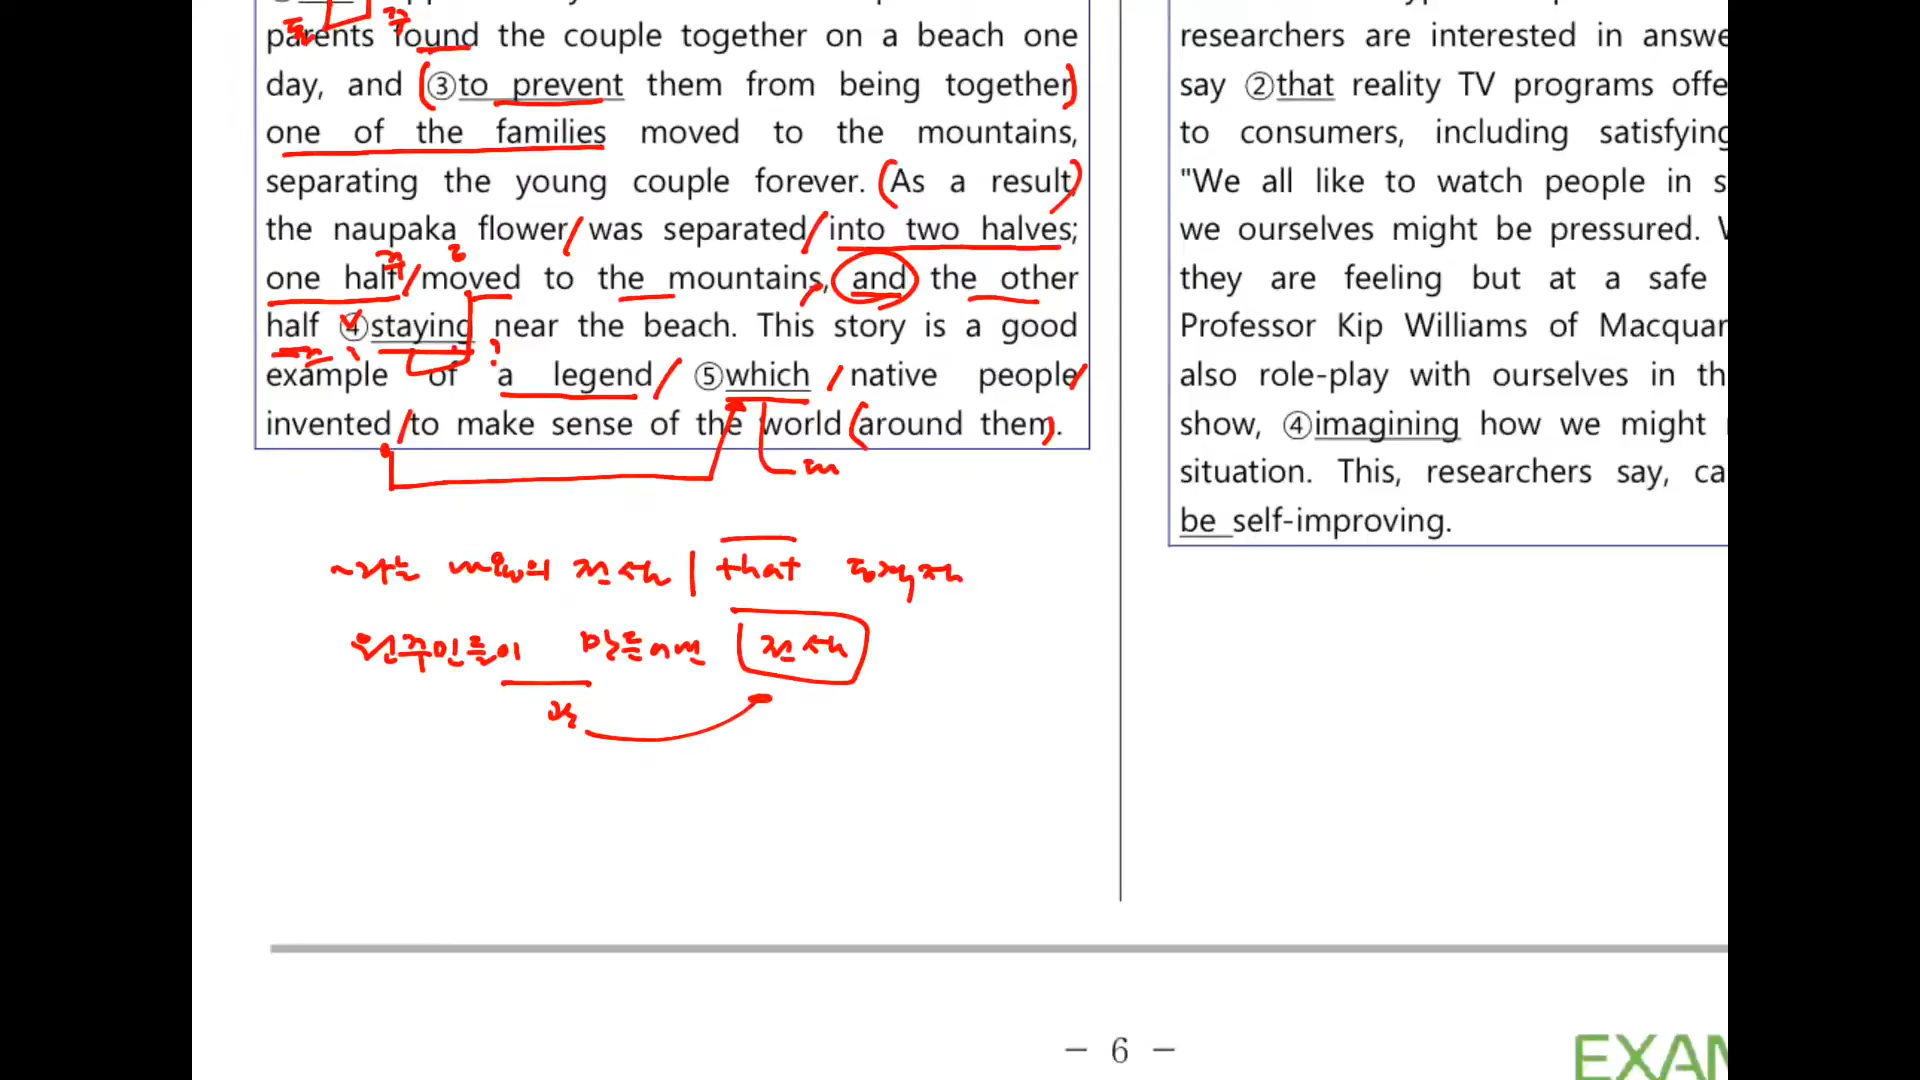 parents found the couple together on a beach one
day, and (③to prevent them from being together)
one of the families moved to the mountains,
separating the young couple forever. (As a result)
the naupaka flower / was separated / into two halves;
주 동
one half / moved to the mountains, and the other
half ④staying near the beach. This story is a good
example of a legend / ⑤which / native people /
invented / to make sense of the world (around them).
~라는 의 전설 | that 동격절
원주민들이 만들어낸 전설
researchers are interested in answe
say ②that reality TV programs offe
to consumers, including satisfying
"We all like to watch people in s
we ourselves might be pressured. W
they are feeling but at a safe
Professor Kip Williams of Macquar
also role-play with ourselves in th
show, ④imagining how we might
situation. This, researchers say, ca
be self-improving.
- 6 -
EXAM